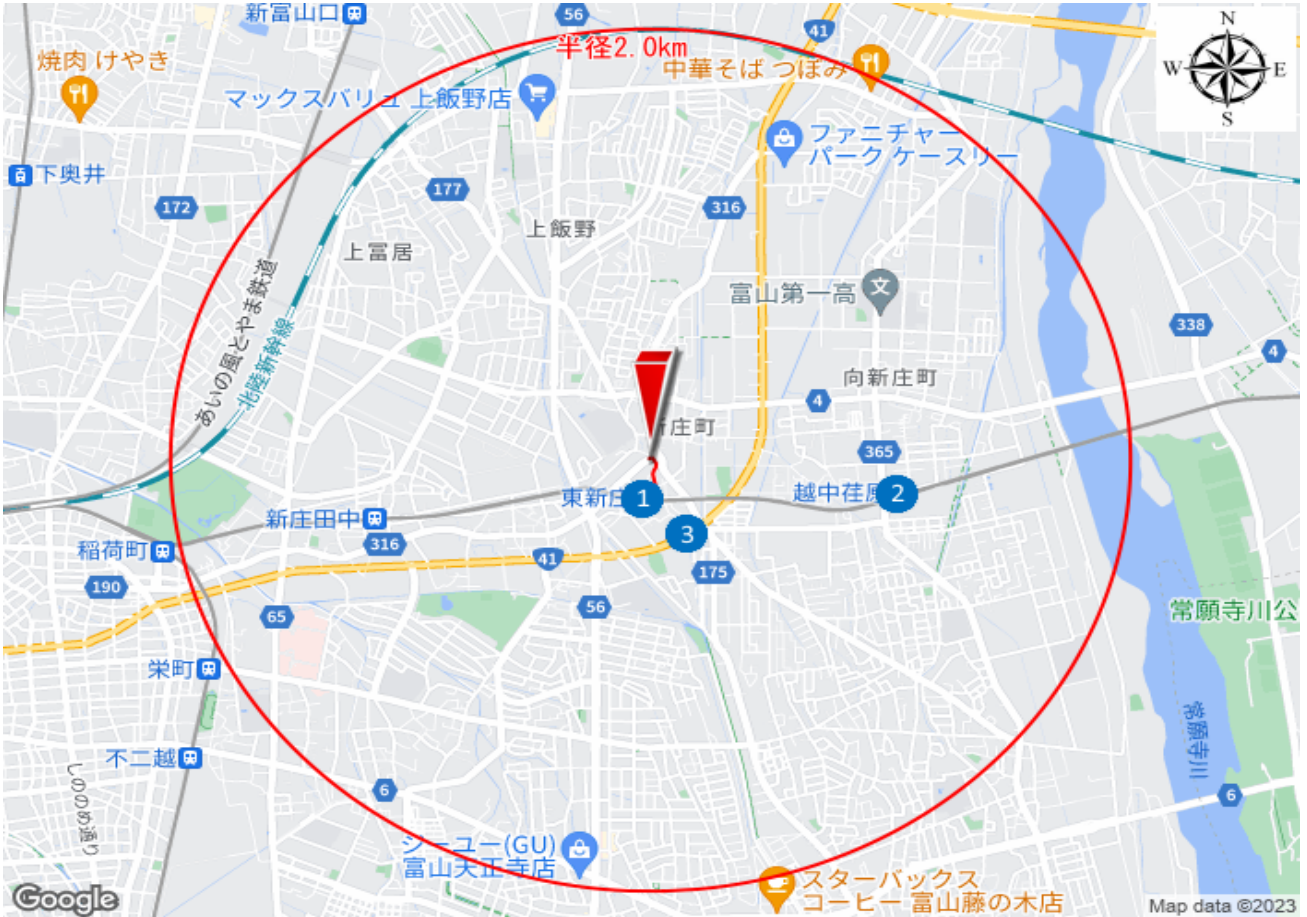 新富山口
56
41
N
W
E
S
半径2.0km
焼肉 けやき
中華そば つぼみ
マックスバリュ 上飯野店
ファニチャー
パーク ケースリー
下奥井
172
177
316
上飯野
上冨居
富山第一高
あいの風とやま鉄道
北陸新幹線
338
4
向新庄町
4
新庄町
365
東新庄
1
越中荏原
2
新庄田中
316
3
稲荷町
41
175
190
56
65
常願寺川公
栄町
不二越
しののめ通り
6
常願寺川
6
ジーユー(GU)
富山天正寺店
スターバックス
コーヒー 富山藤の木店
Google
Map data ©2023